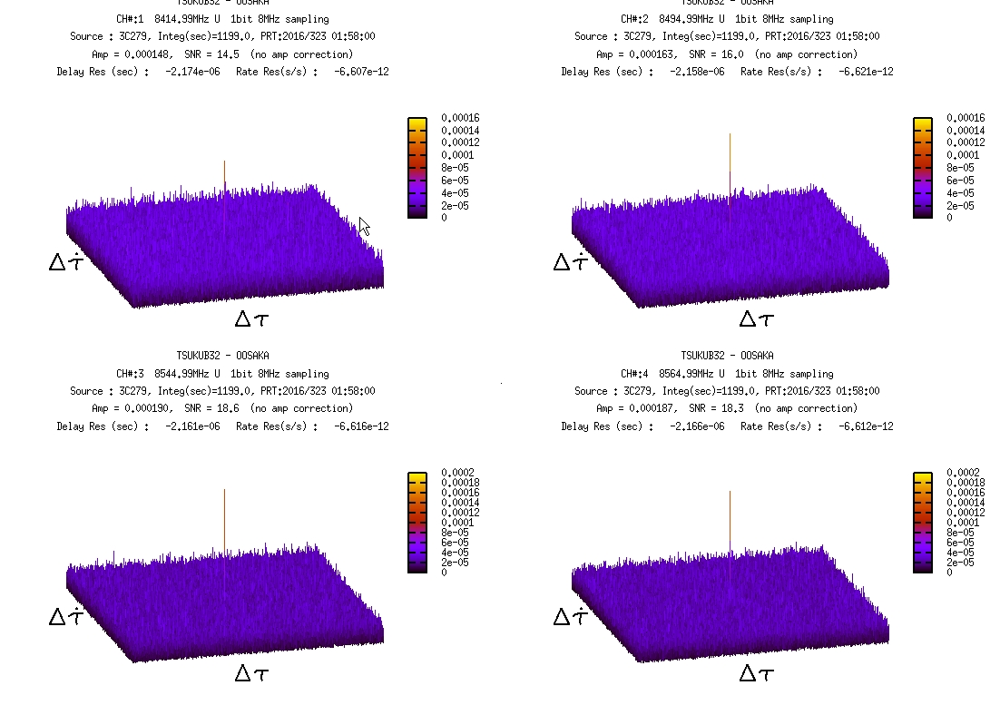 TSUKUB32 - OOSAKA
CH#:1  8414.99MHz U  1bit 8MHz sampling
Source : 3C279, Integ(sec)=1199.0, PRT:2016/323 01:58:00
Amp = 0.000148,  SNR = 14.5  (no amp correction)
Delay Res (sec) :   -2.174e-06  Rate Res(s/s) :   -6.607e-12
0.00016
0.00014
0.00012
0.0001
8e-05
6e-05
4e-05
2e-05
0
Δτ̇
Δτ
TSUKUB32 - OOSAKA
CH#:2  8494.99MHz U  1bit 8MHz sampling
Source : 3C279, Integ(sec)=1199.0, PRT:2016/323 01:58:00
Amp = 0.000163,  SNR = 16.0  (no amp correction)
Delay Res (sec) :   -2.158e-06  Rate Res(s/s) :   -6.621e-12
0.00016
0.00014
0.00012
0.0001
8e-05
6e-05
4e-05
2e-05
0
Δτ̇
Δτ
TSUKUB32 - OOSAKA
CH#:3  8544.99MHz U  1bit 8MHz sampling
Source : 3C279, Integ(sec)=1199.0, PRT:2016/323 01:58:00
Amp = 0.000190,  SNR = 18.6  (no amp correction)
Delay Res (sec) :   -2.161e-06  Rate Res(s/s) :   -6.616e-12
0.0002
0.00018
0.00016
0.00014
0.00012
0.0001
8e-05
6e-05
4e-05
2e-05
0
Δτ̇
Δτ
TSUKUB32 - OOSAKA
CH#:4  8564.99MHz U  1bit 8MHz sampling
Source : 3C279, Integ(sec)=1199.0, PRT:2016/323 01:58:00
Amp = 0.000187,  SNR = 18.3  (no amp correction)
Delay Res (sec) :   -2.166e-06  Rate Res(s/s) :   -6.612e-12
0.0002
0.00018
0.00016
0.00014
0.00012
0.0001
8e-05
6e-05
4e-05
2e-05
0
Δτ̇
Δτ